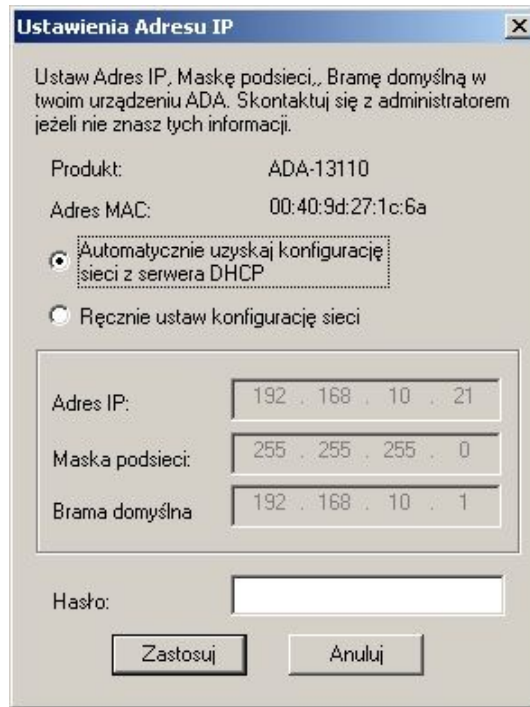 Ustawienia Adresu IP
Ustaw Adres IP, Maskę podsieci,, Bramę domyślną w
twoim urządzeniu ADA. Skontaktuj się z administratorem
jeżeli nie znasz tych informacji.
Produkt: ADA-13110
Adres MAC: 00:40:9d:27:1c:6a
Automatycznie uzyskaj konfigurację
sieci z serwera DHCP
Ręcznie ustaw konfigurację sieci
Adres IP: 192 . 168 . 10 . 21
Maska podsieci: 255 . 255 . 255 . 0
Brama domyślna 192 . 168 . 10 . 1
Hasło:
Zastosuj Anuluj